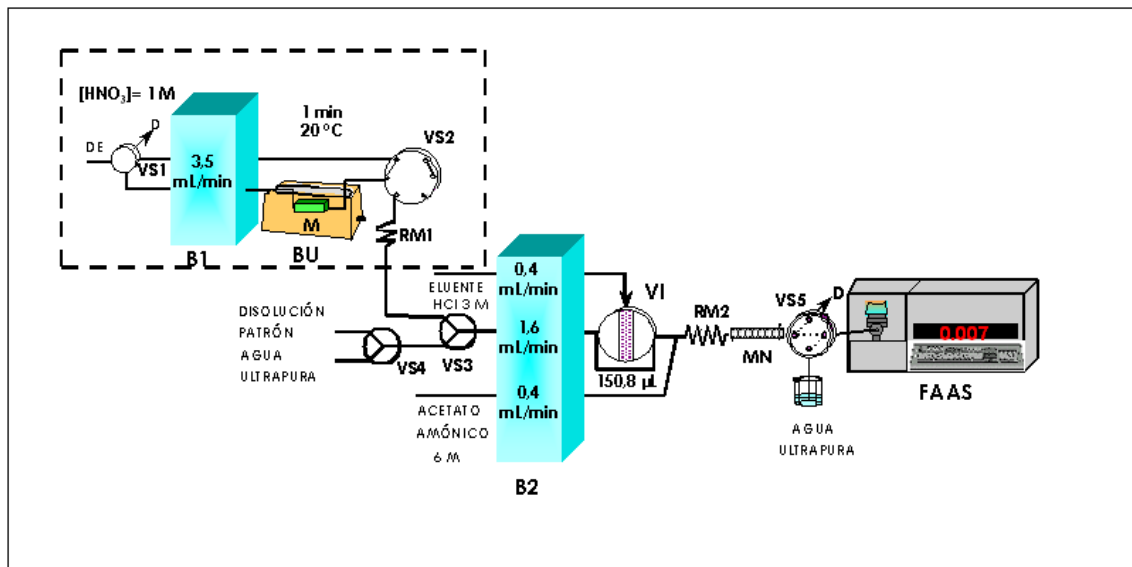 [HNO3]= 1 M
1 min
20 ºC
D
DE
VS1
VS2
3,5
mL/min
M
B1
BU
RM1
ELUENTE
HCl 3 M
0,4
mL/min
VI
RM2
VS5
D
DISOLUCIÓN
PATRÓN
AGUA
ULTRAPURA
VS4
VS3
1,6
mL/min
150,8 µL
MN
0.007
FAAS
ACETATO
AMÓNICO
6 M
0,4
mL/min
AGUA
ULTRAPURA
B2